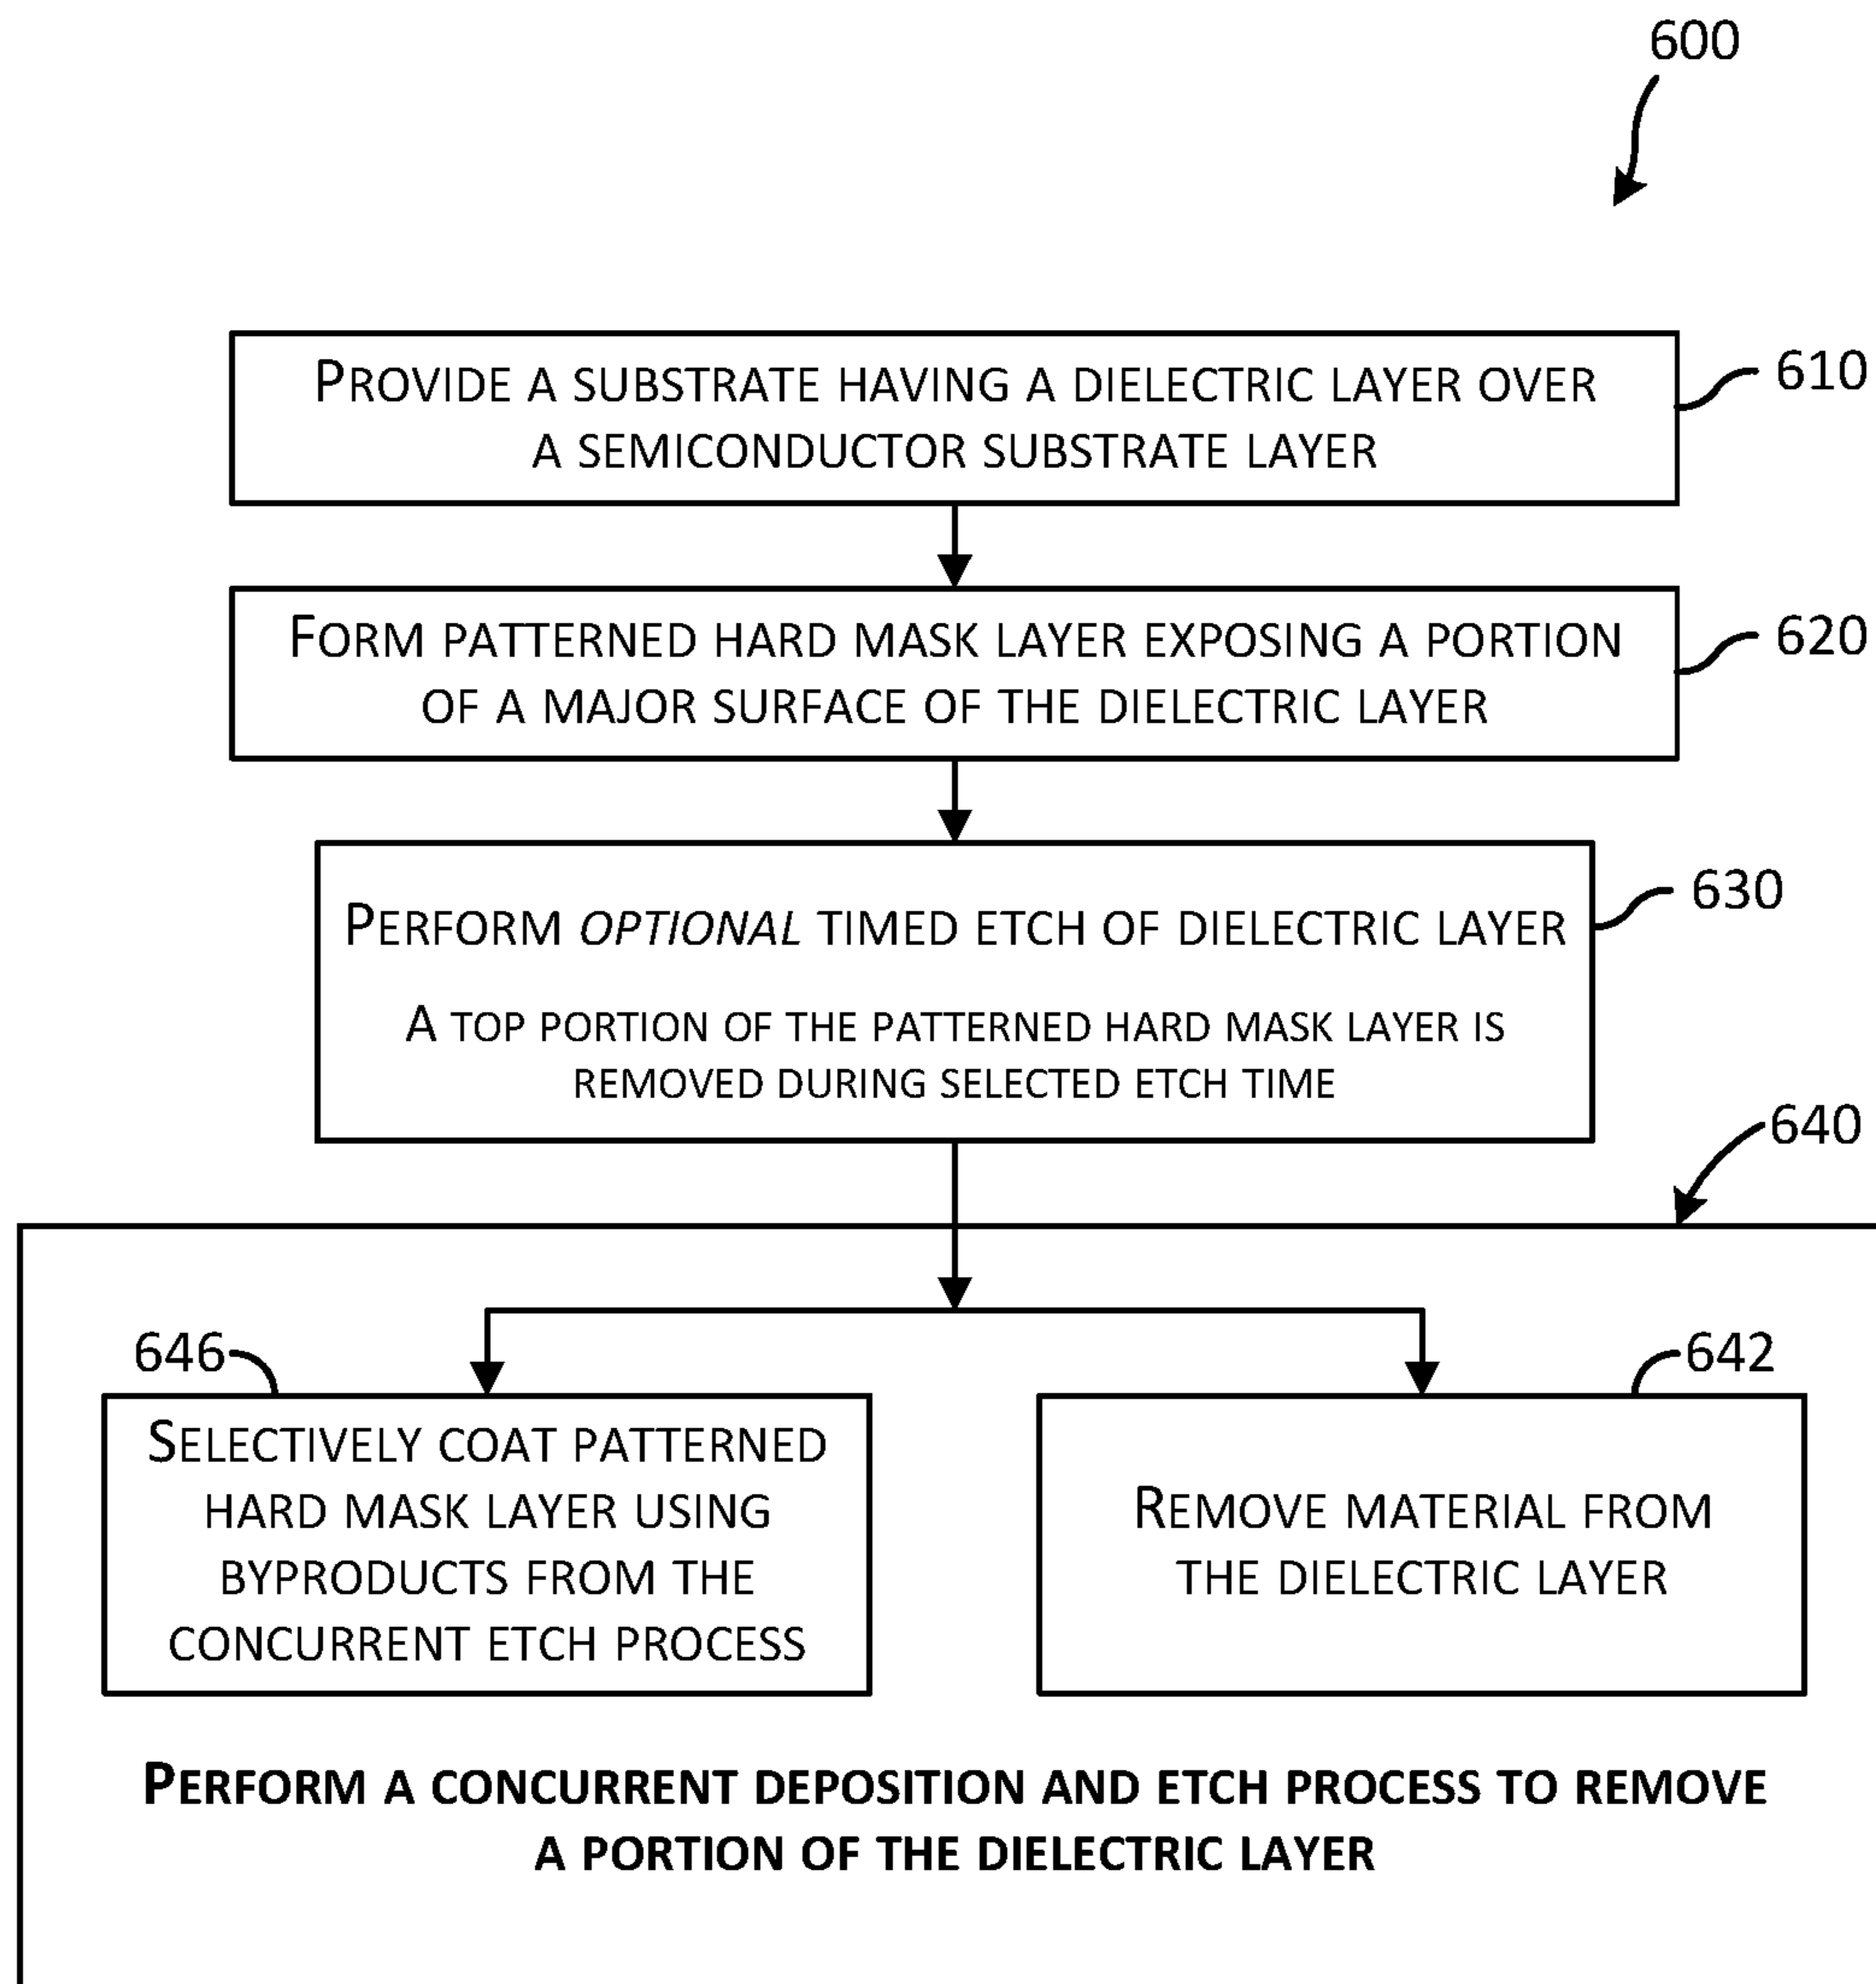 600
PROVIDE A SUBSTRATE HAVING A DIELECTRIC LAYER OVER
A SEMICONDUCTOR SUBSTRATE LAYER
610
FORM PATTERNED HARD MASK LAYER EXPOSING A PORTION
OF A MAJOR SURFACE OF THE DIELECTRIC LAYER
620
PERFORM OPTIONAL TIMED ETCH OF DIELECTRIC LAYER
A TOP PORTION OF THE PATTERNED HARD MASK LAYER IS
REMOVED DURING SELECTED ETCH TIME
630
640
646
SELECTIVELY COAT PATTERNED
HARD MASK LAYER USING
BYPRODUCTS FROM THE
CONCURRENT ETCH PROCESS
642
REMOVE MATERIAL FROM
THE DIELECTRIC LAYER
PERFORM A CONCURRENT DEPOSITION AND ETCH PROCESS TO REMOVE
A PORTION OF THE DIELECTRIC LAYER